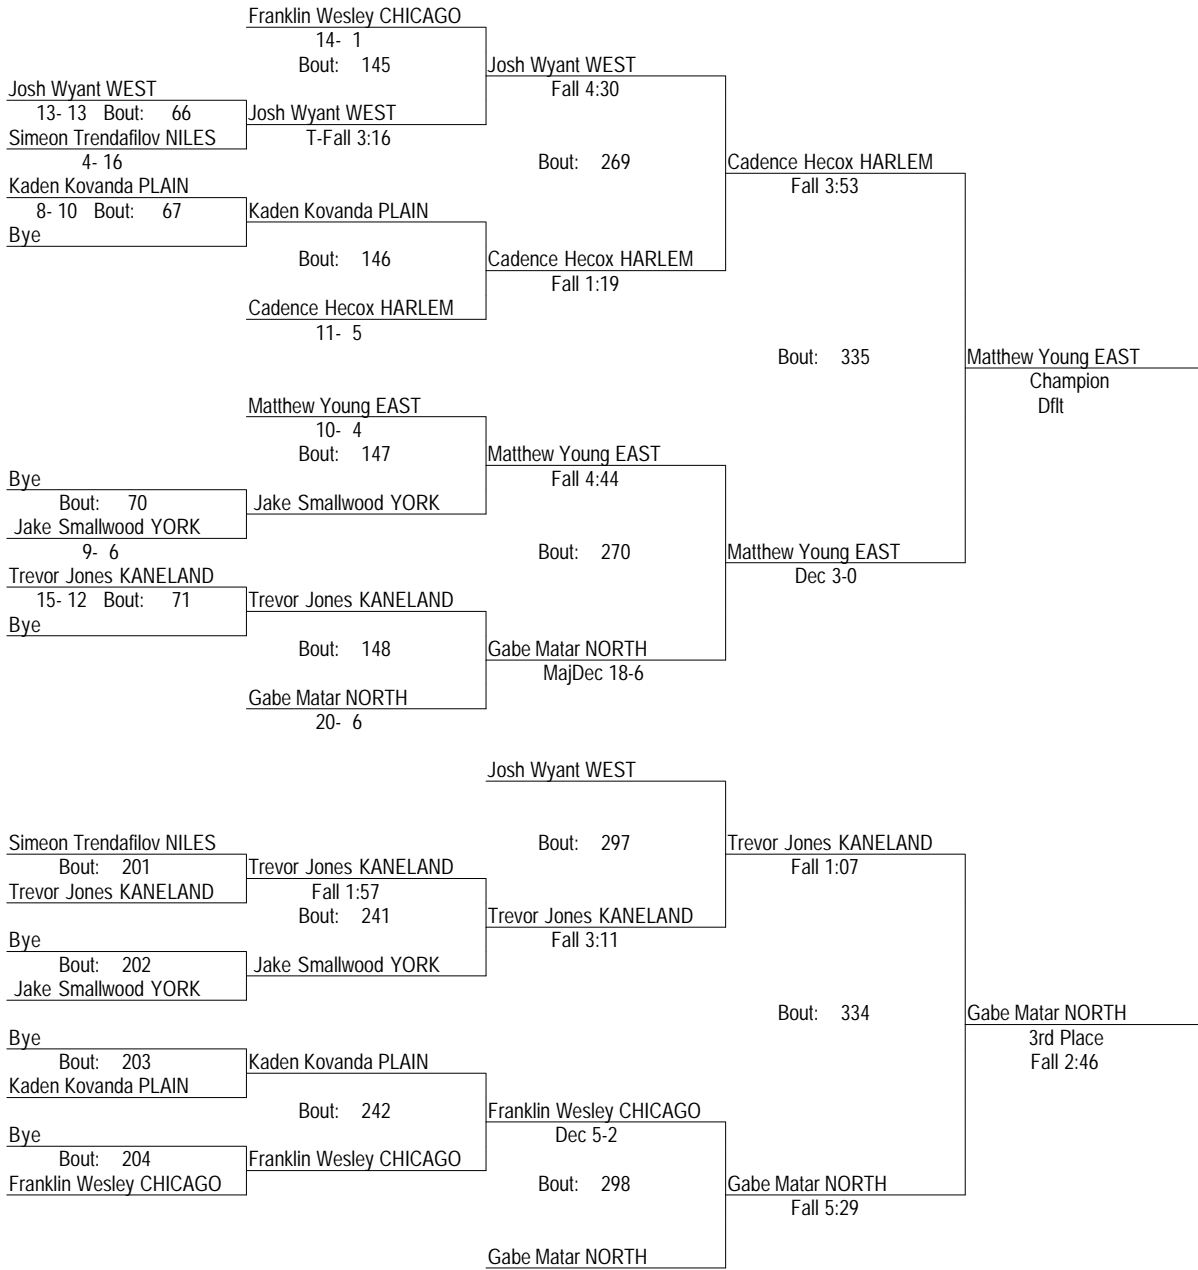 Franklin Wesley CHICAGO
14- 1
Bout: 145
Josh Wyant WEST
Fall 4:30
Josh Wyant WEST
13- 13 Bout: 66
Josh Wyant WEST
T-Fall 3:16
Simeon Trendafilov NILES
4- 16
Bout: 269
Cadence Hecox HARLEM
Fall 3:53
Kaden Kovanda PLAIN
8- 10 Bout: 67
Kaden Kovanda PLAIN
Bye
Bout: 146
Cadence Hecox HARLEM
Fall 1:19
Cadence Hecox HARLEM
11- 5
Bout: 335
Matthew Young EAST
Champion
Dflt
Matthew Young EAST
10- 4
Bout: 147
Matthew Young EAST
Fall 4:44
Bye
Bout: 70
Jake Smallwood YORK
Jake Smallwood YORK
9- 6
Bout: 270
Matthew Young EAST
Dec 3-0
Trevor Jones KANELAND
15- 12 Bout: 71
Trevor Jones KANELAND
Bye
Bout: 148
Gabe Matar NORTH
MajDec 18-6
Gabe Matar NORTH
20- 6
Josh Wyant WEST
Bout: 297
Trevor Jones KANELAND
Fall 1:07
Simeon Trendafilov NILES
Bout: 201
Trevor Jones KANELAND
Trevor Jones KANELAND
Fall 1:57
Bout: 241
Trevor Jones KANELAND
Fall 3:11
Bye
Bout: 202
Jake Smallwood YORK
Jake Smallwood YORK
Bout: 334
Gabe Matar NORTH
3rd Place
Fall 2:46
Bye
Bout: 203
Kaden Kovanda PLAIN
Kaden Kovanda PLAIN
Bout: 242
Franklin Wesley CHICAGO
Dec 5-2
Bye
Bout: 204
Franklin Wesley CHICAGO
Franklin Wesley CHICAGO
Bout: 298
Gabe Matar NORTH
Fall 5:29
Gabe Matar NORTH